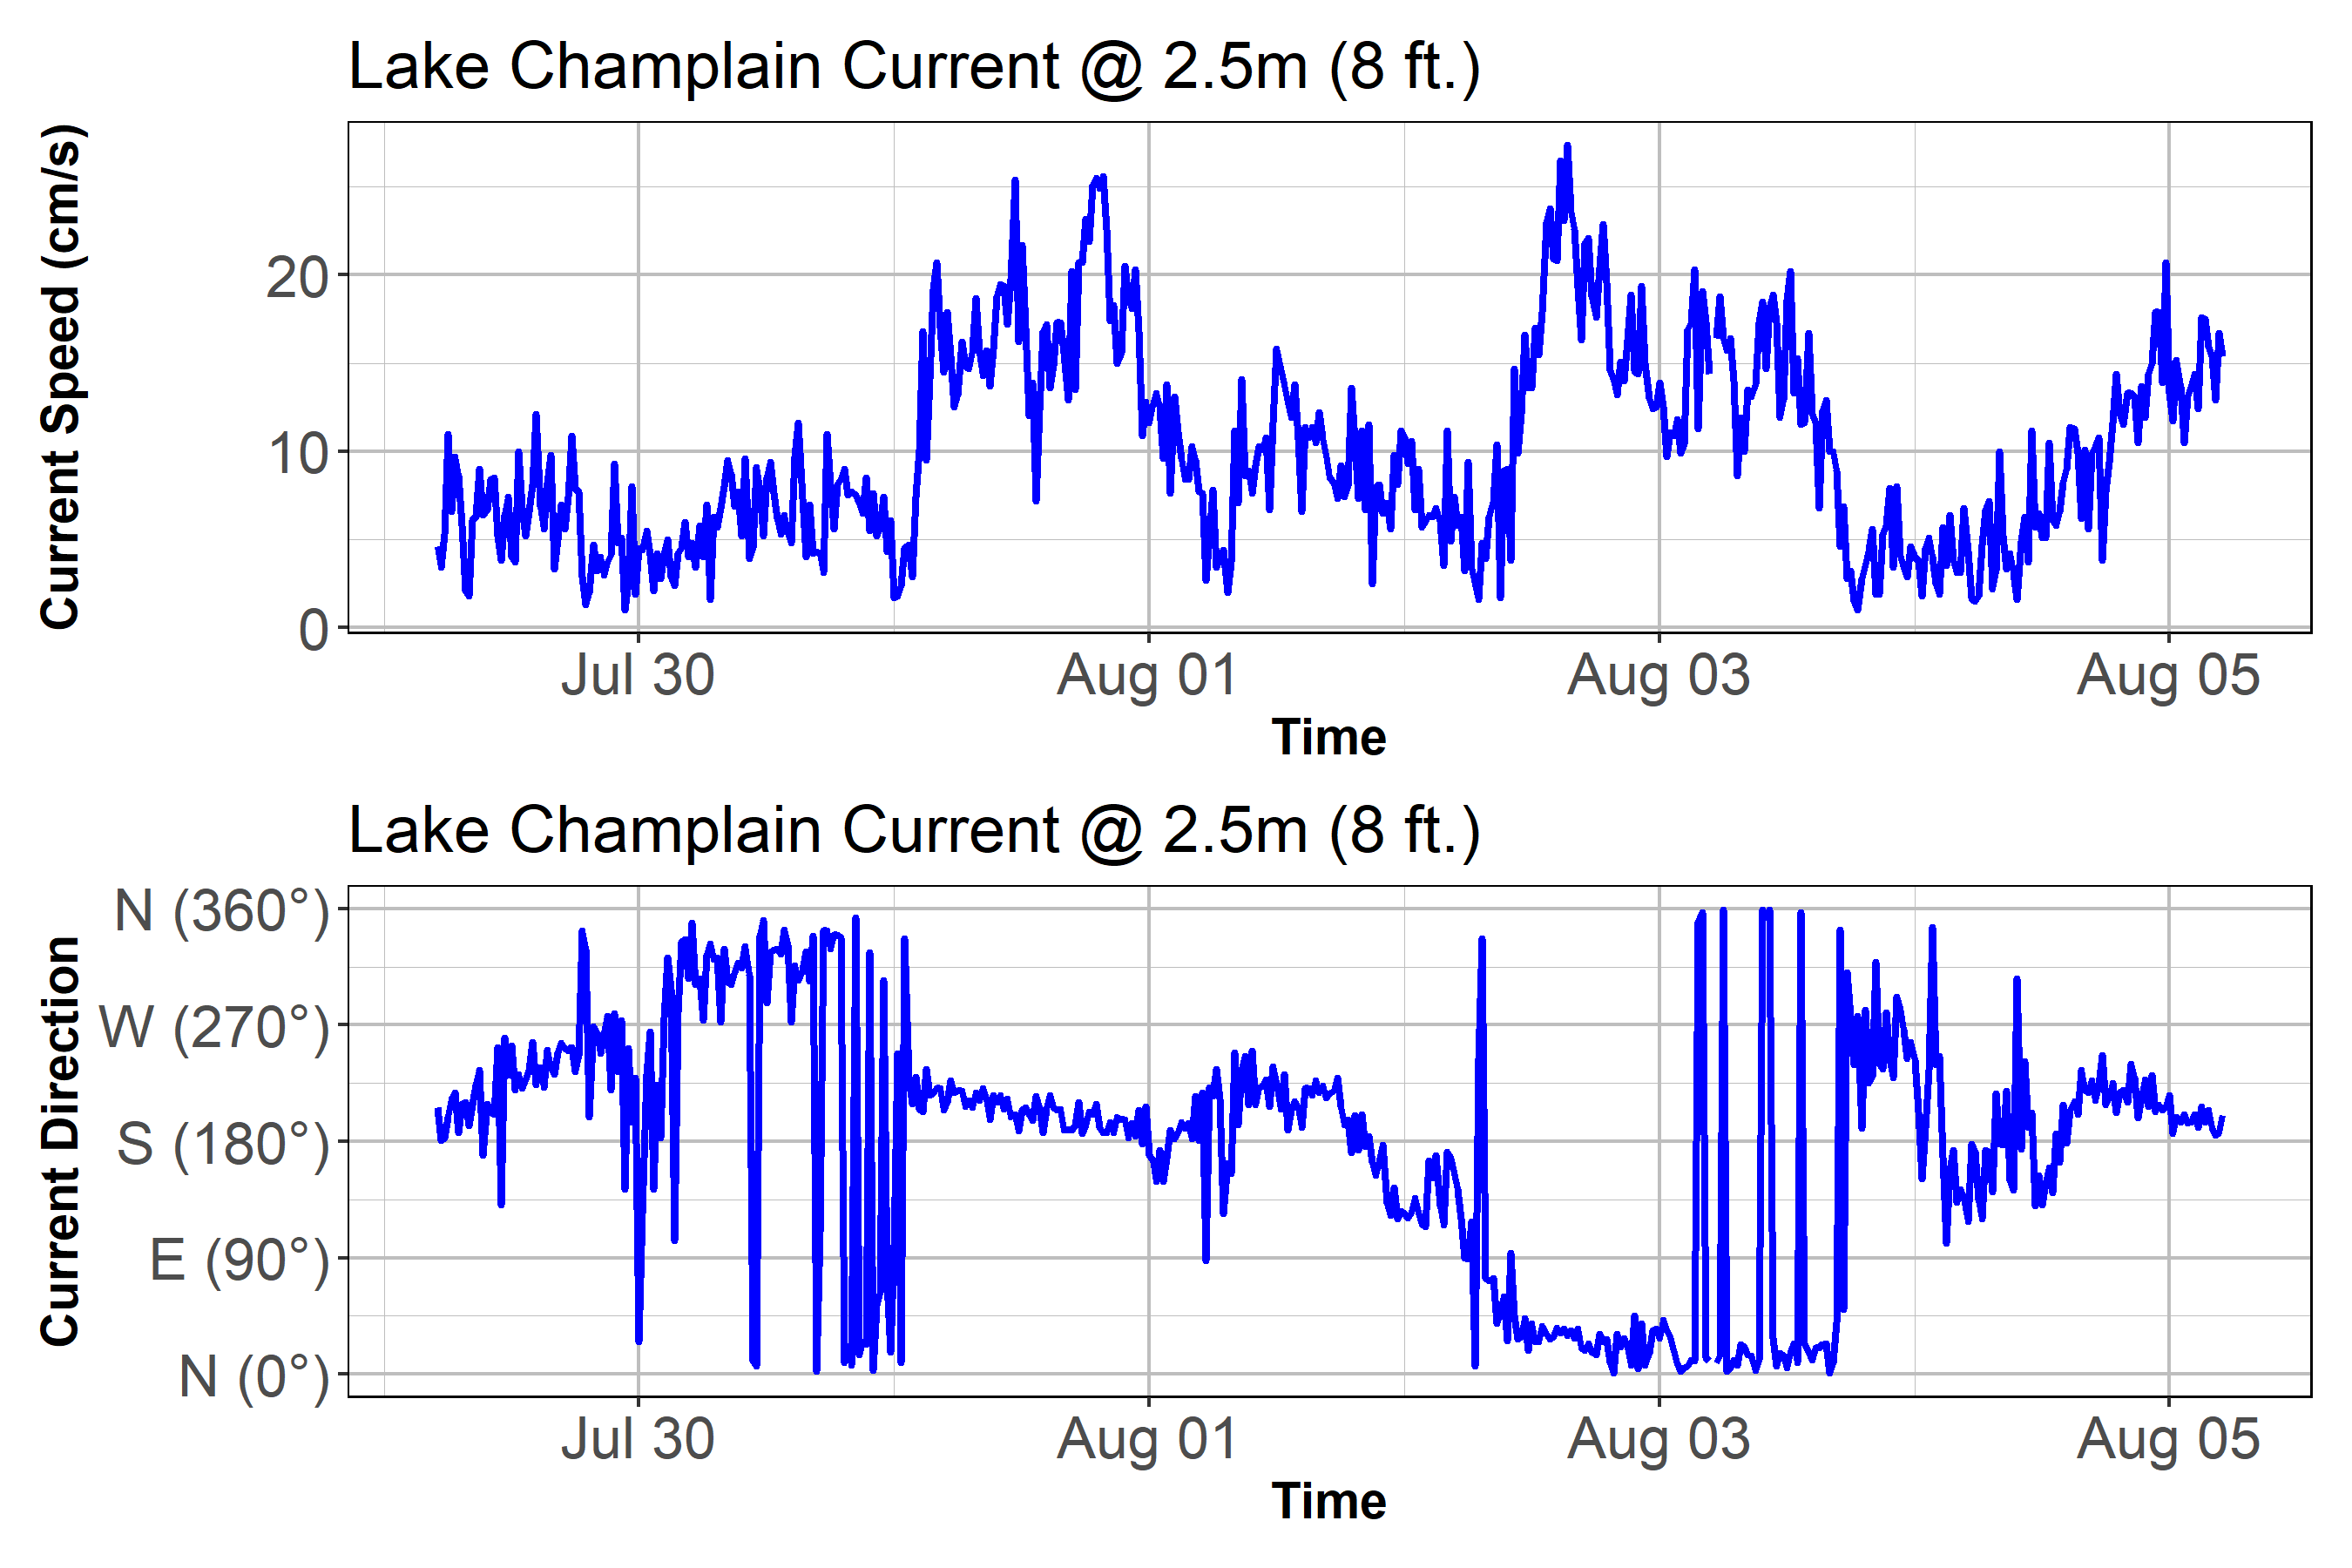 Lake Champlain Current @ 2.5m (8 ft.)
Current Speed (cm/s)
20
10
0
Jul 30 Aug 01 Aug 03 Aug 05
Time
Lake Champlain Current @ 2.5m (8 ft.)
Current Direction
N (360°)
W (270°)
S (180°)
E (90°)
N (0°)
Jul 30 Aug 01 Aug 03 Aug 05
Time